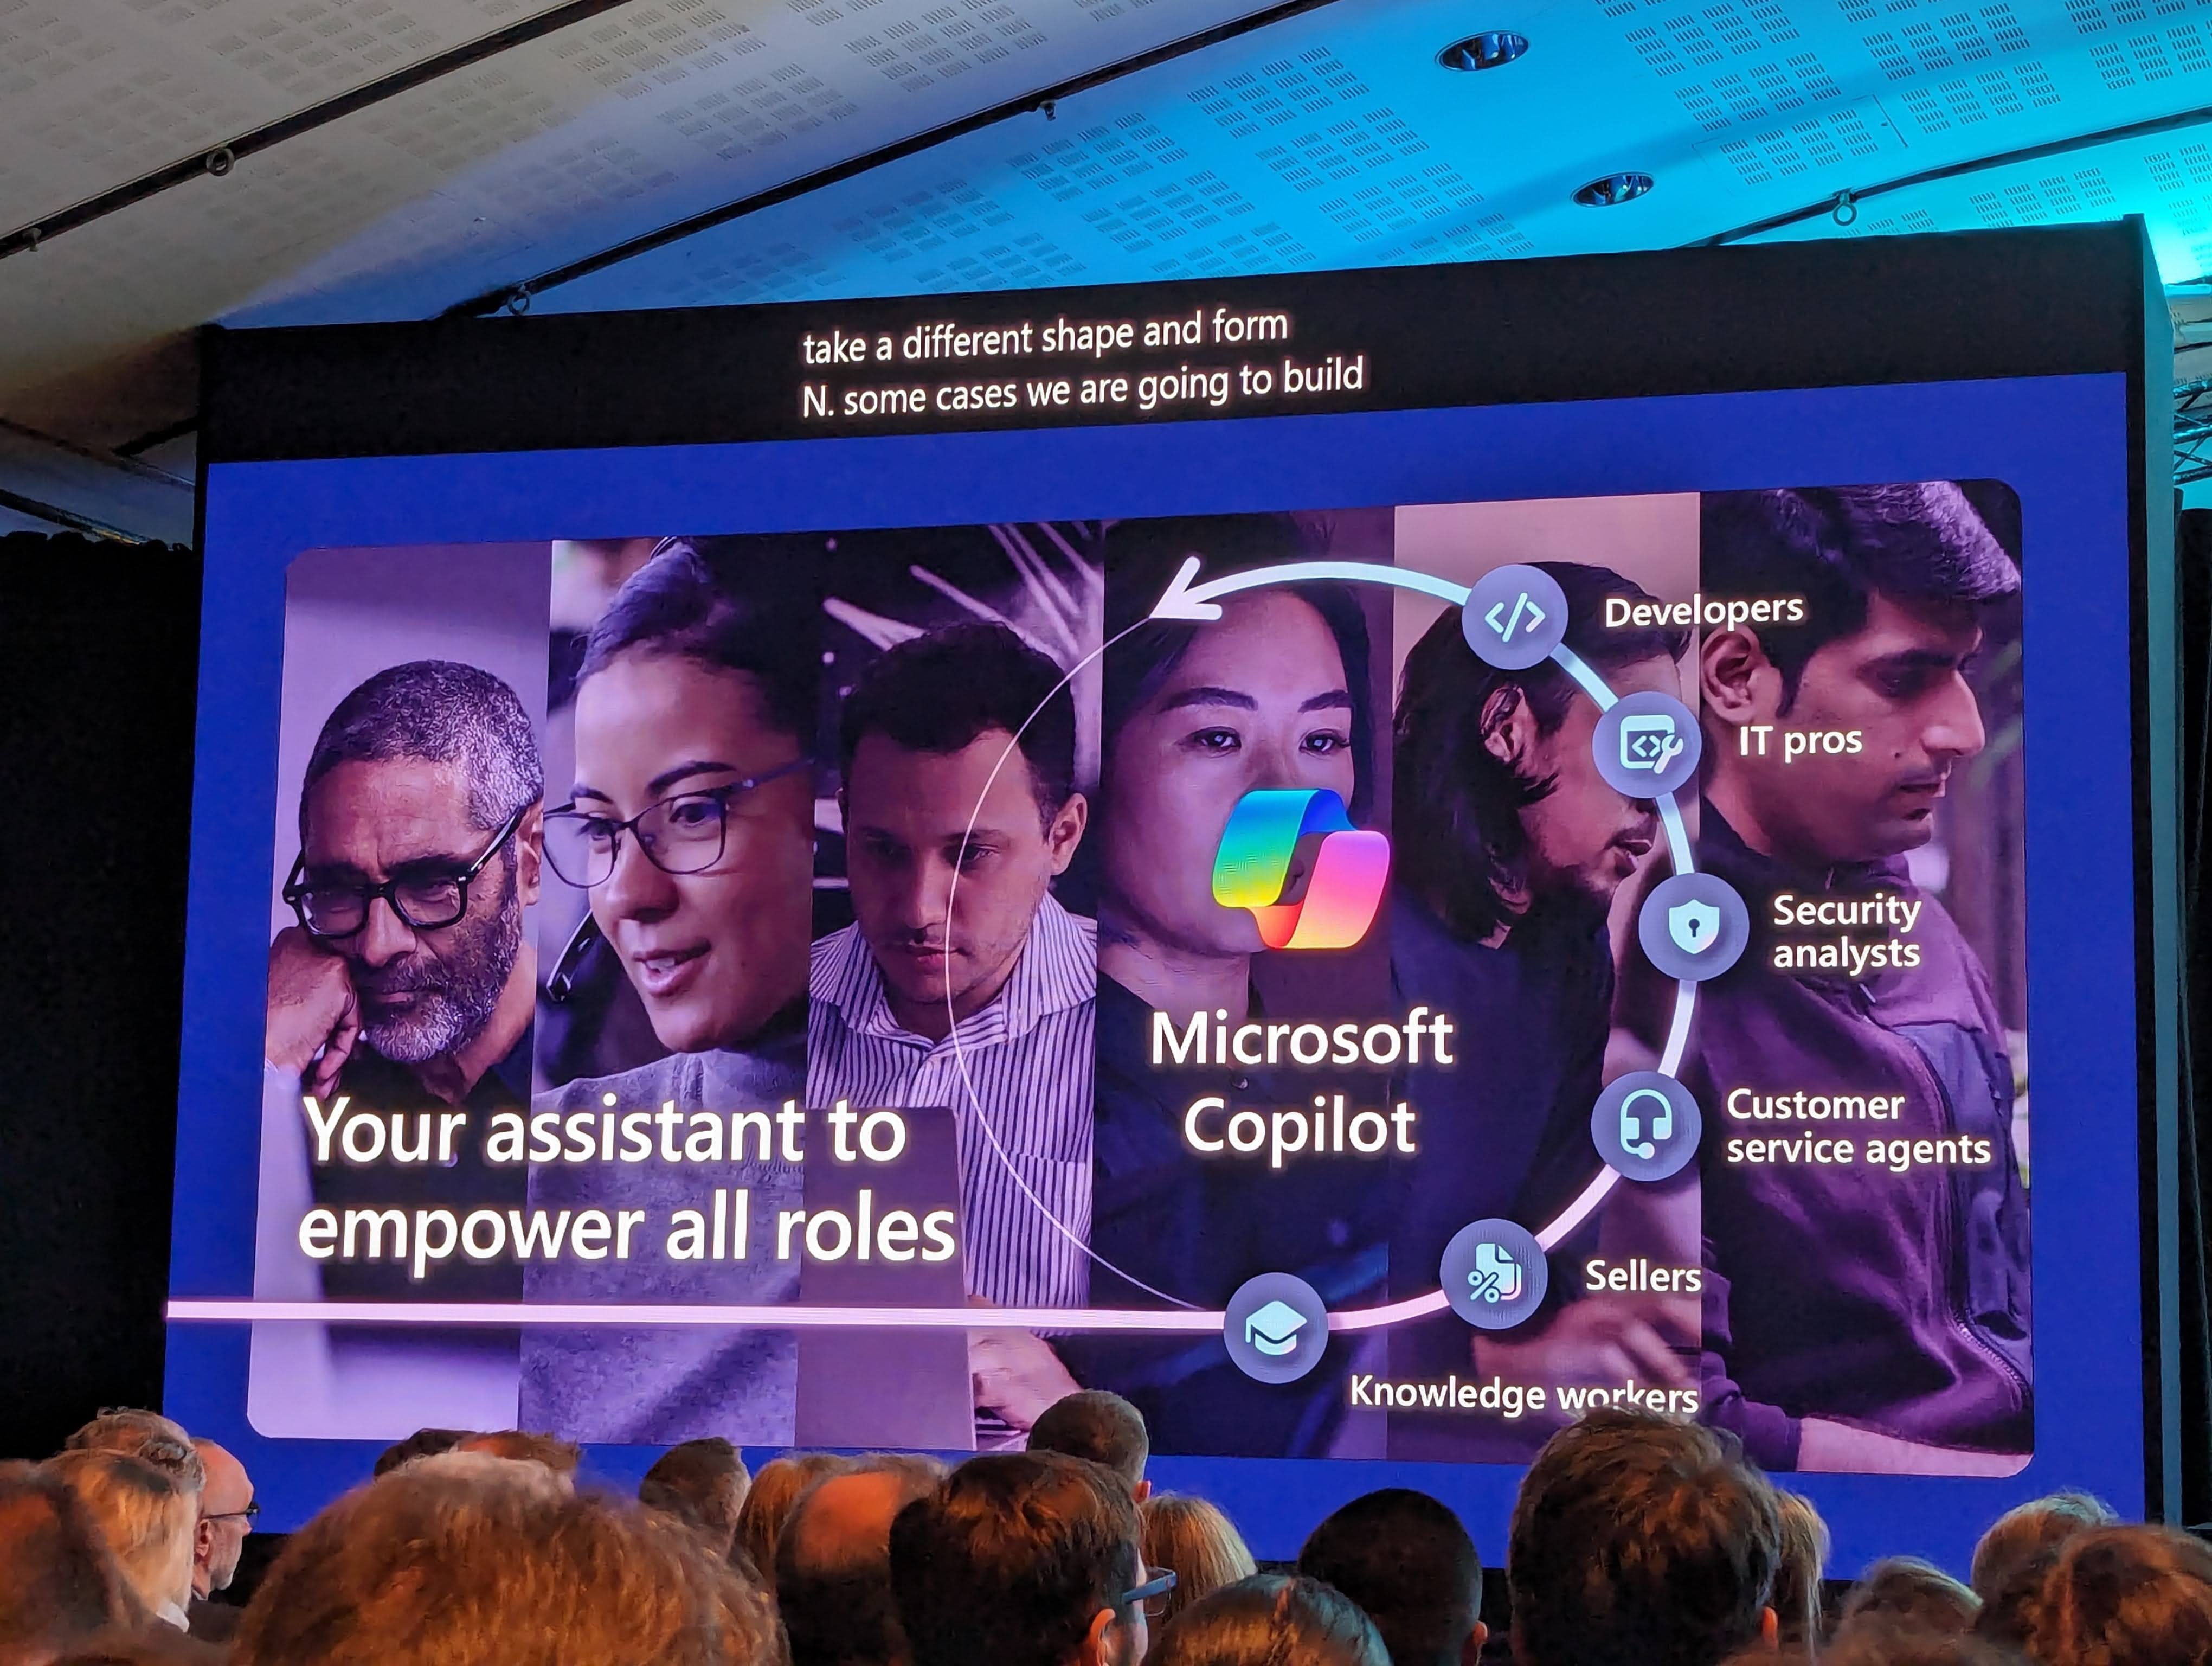 take a different shape and form
N. some cases we are going to build
Developers
IT pros
Security
analysts
Microsoft
Copilot
Customer
service agents
Your assistant to
empower all roles
Sellers
Knowledge workers